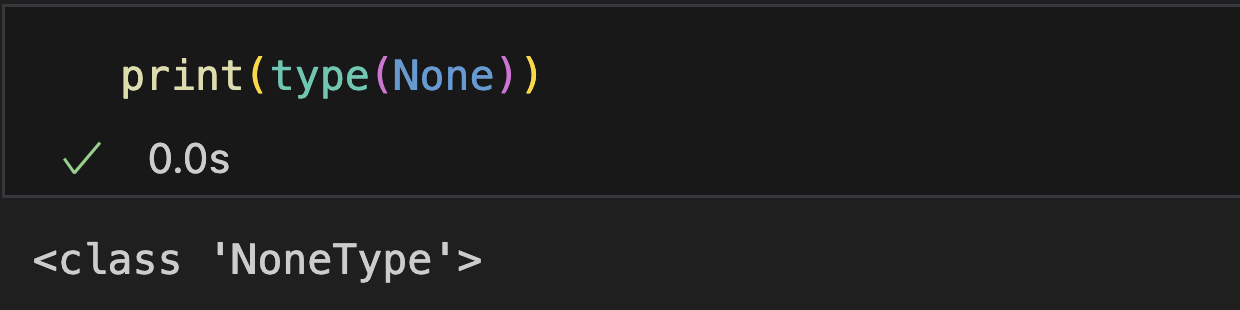 print(type(None))
✓ 0.0s
<class 'NoneType'>